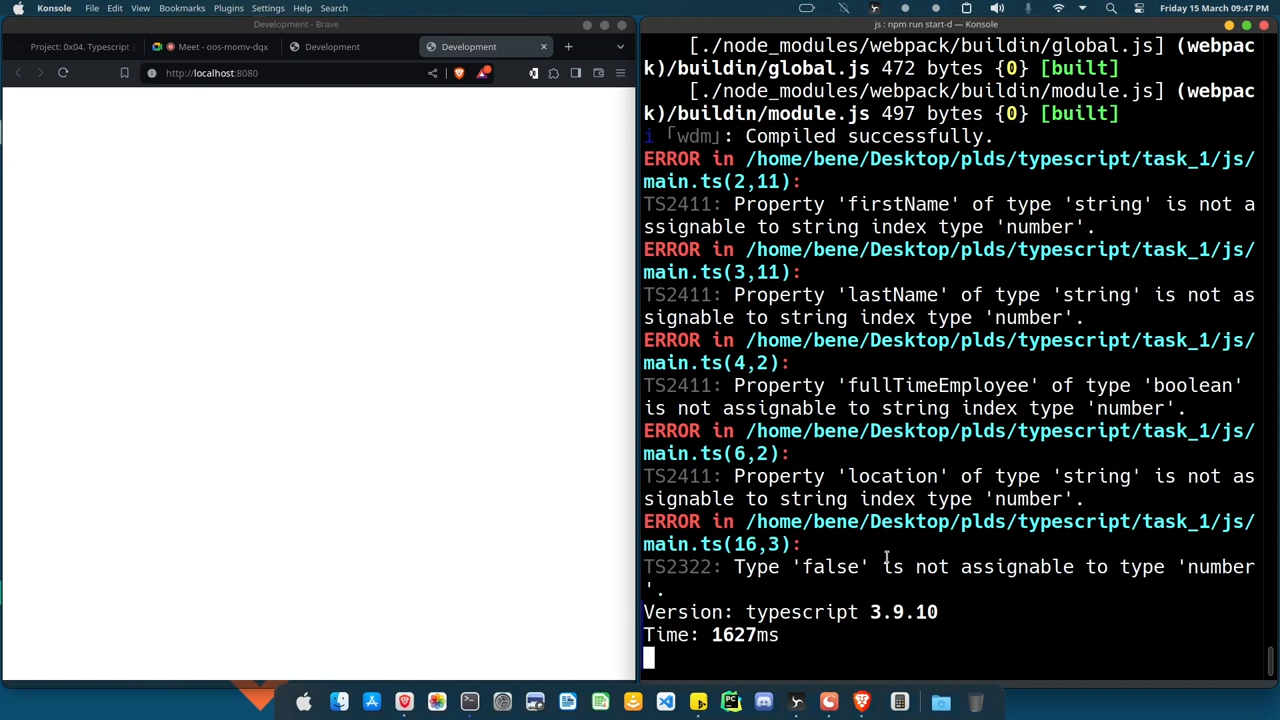 Konsole File Edit View Bookmarks Plugins Settings Help Search
Friday 15 March 09:47 PM
Development - Brave
js : npm run start-d — Konsole
Project: 0x04. Typescript
Meet - oos-momv-dqx
Development
Development
http://localhost:8080
[./node_modules/webpack/buildin/global.js] (webpac
k)/buildin/global.js 472 bytes {0} [built]
[./node_modules/webpack/buildin/module.js] (webpac
k)/buildin/module.js 497 bytes {0} [built]
i 「wdm」: Compiled successfully.
ERROR in /home/bene/Desktop/plds/typescript/task_1/js/
main.ts(2,11):
TS2411: Property 'firstName' of type 'string' is not a
ssignable to string index type 'number'.
ERROR in /home/bene/Desktop/plds/typescript/task_1/js/
main.ts(3,11):
TS2411: Property 'lastName' of type 'string' is not as
signable to string index type 'number'.
ERROR in /home/bene/Desktop/plds/typescript/task_1/js/
main.ts(4,2):
TS2411: Property 'fullTimeEmployee' of type 'boolean'
is not assignable to string index type 'number'.
ERROR in /home/bene/Desktop/plds/typescript/task_1/js/
main.ts(6,2):
TS2411: Property 'location' of type 'string' is not as
signable to string index type 'number'.
ERROR in /home/bene/Desktop/plds/typescript/task_1/js/
main.ts(16,3):
TS2322: Type 'false' is not assignable to type 'number
'.
Version: typescript 3.9.10
Time: 1627ms